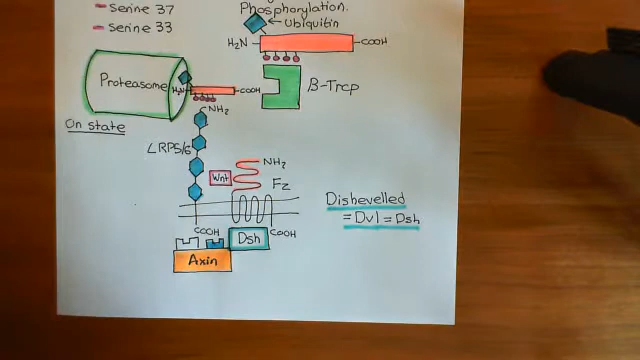 Serine 37
Serine 33
Phosphorylation.
Ubiquitin
H₂N
COOH
Proteasome
H₂N
COOH
β-Trcp
On state
NH₂
LRP5/6
Wnt
NH₂
Fz
Dishevelled
= Dvl = Dsh
COOH
Dsh
COOH
Axin